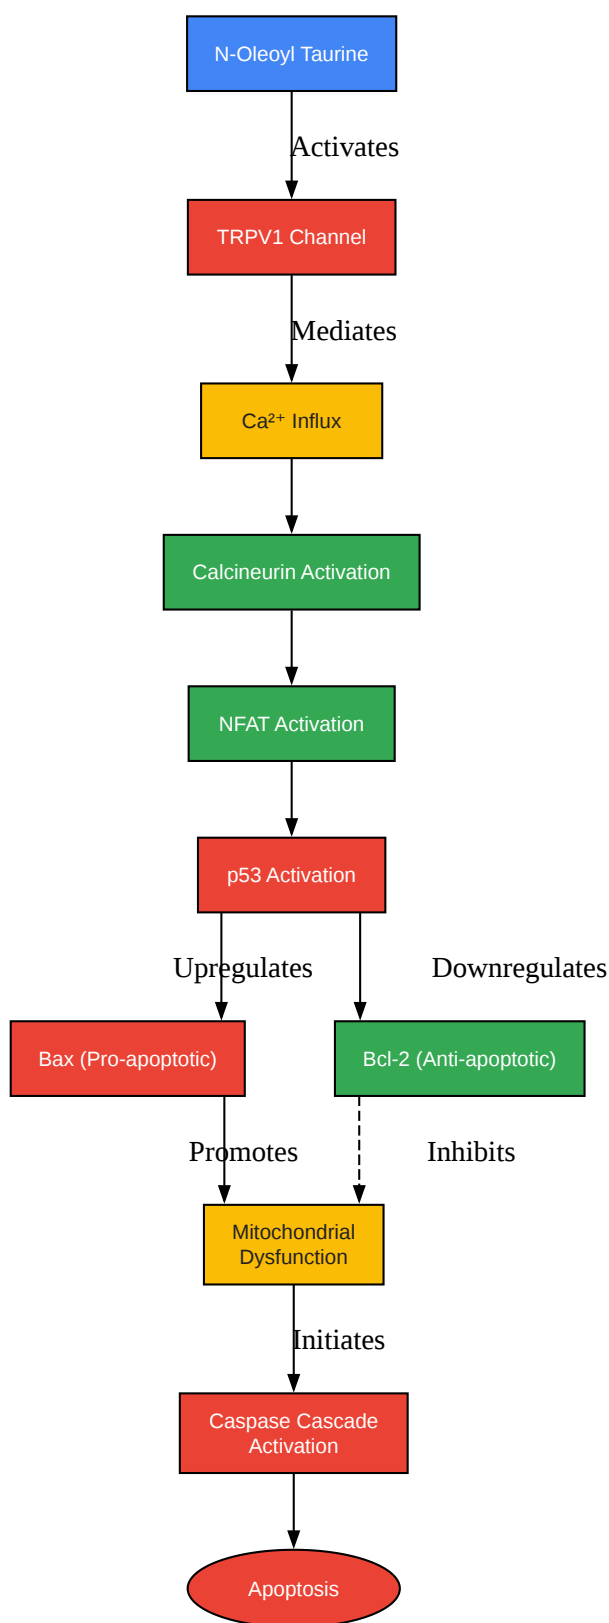 N-Oleoyl Taurine
Activates
TRPV1 Channel
Mediates
Ca²⁺ Influx
Calcineurin Activation
NFAT Activation
p53 Activation
Upregulates
Downregulates
Bax (Pro-apoptotic)
Bcl-2 (Anti-apoptotic)
Promotes
Inhibits
Mitochondrial
Dysfunction
Initiates
Caspase Cascade
Activation
Apoptosis